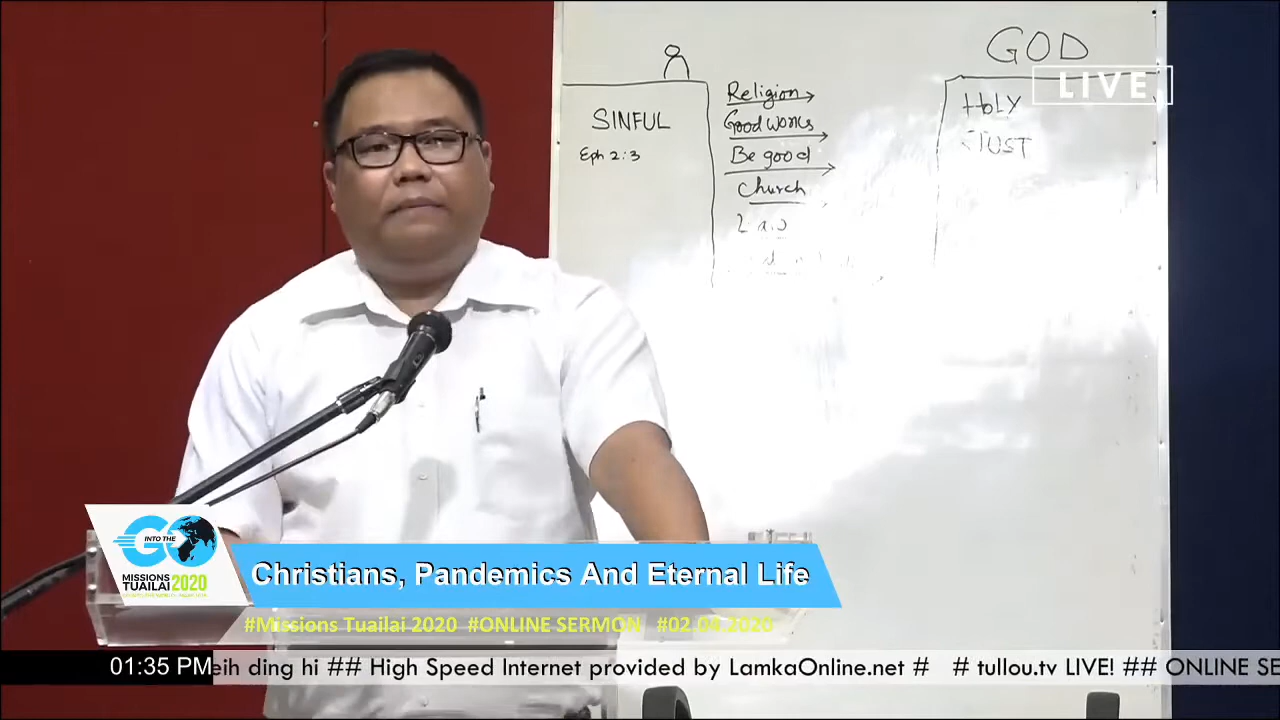 GOD
LIVE
Religion
HOLY
Good works
SINFUL
JUST
Be good
Eph 2:3
Church
GO
INTO THE
MISSIONS
TUAILAI 2020
Christians, Pandemics And Eternal Life
#Missions Tuailai 2020 #ONLINE SERMON #02.04.2020
01:35 PM
eih ding hi ## High Speed Internet provided by LamkaOnline.net # # tullou.tv LIVE! ## ONLINE SE